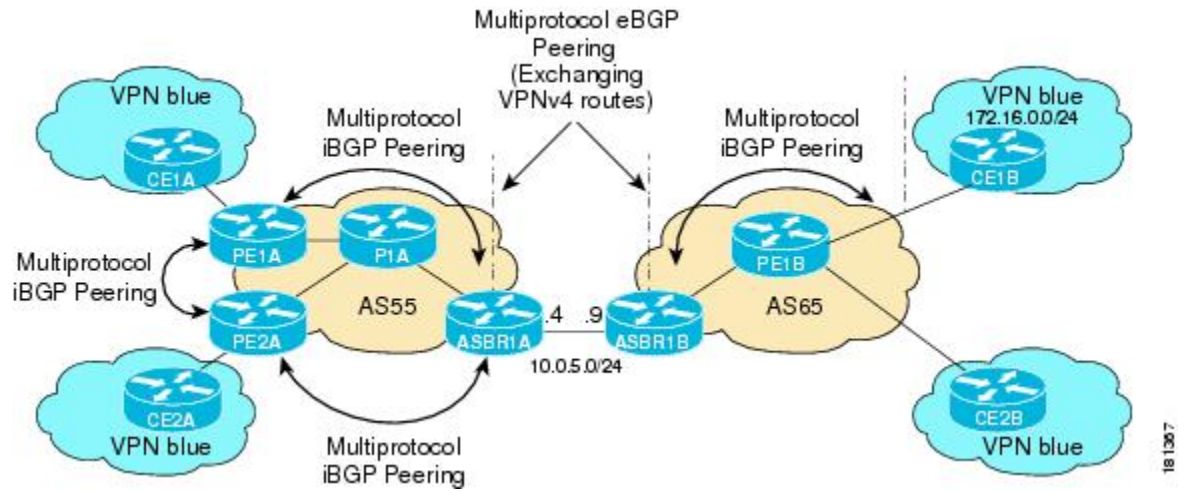 Multiprotocol eBGP
Peering
(Exchanging
VPNv4 routes)
VPN blue
CE1A
Multiprotocol
iBGP Peering
Multiprotocol
iBGP Peering
VPN blue
172.16.0.0/24
CE1B
PE1A
P1A
PE1B
Multiprotocol
iBGP Peering
AS55
AS65
PE2A
ASBR1A
.4
.9
ASBR1B
10.0.5.0/24
CE2A
VPN blue
Multiprotocol
iBGP Peering
CE2B
VPN blue
181367